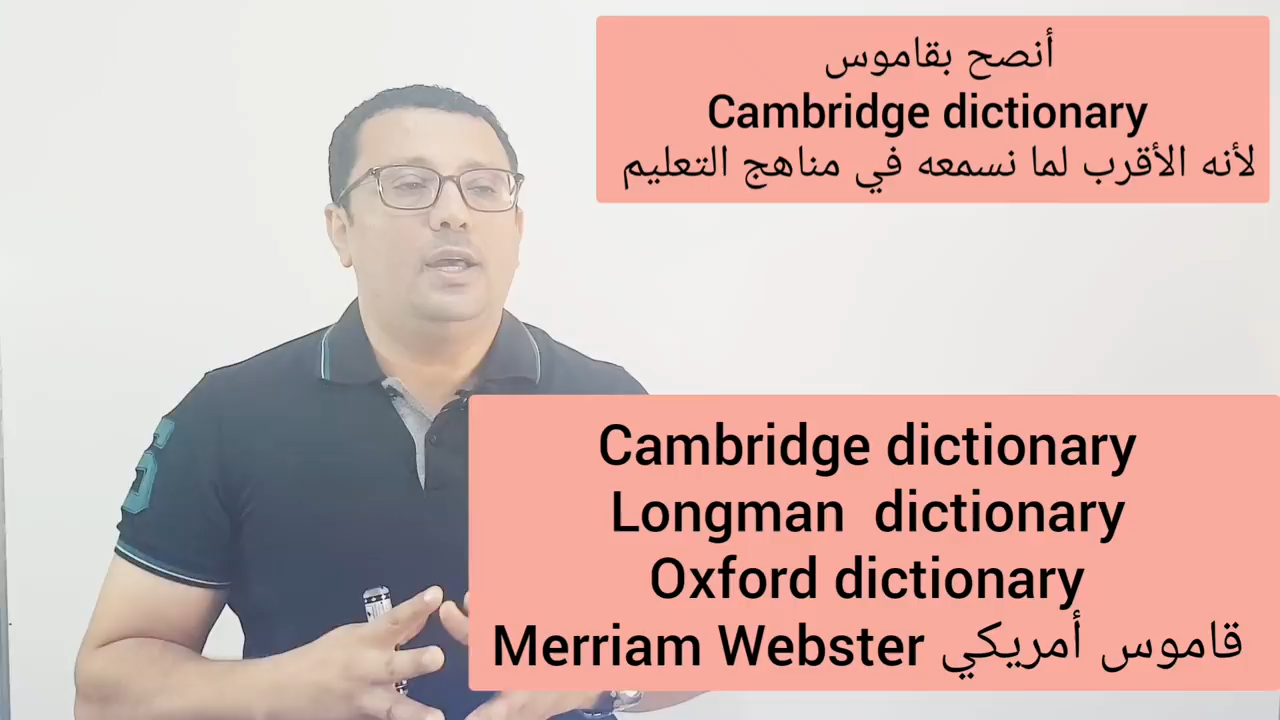 أنصح بقاموس
Cambridge dictionary
لأنه الأقرب لما نسمعه في مناهج التعليم
Cambridge dictionary
Longman dictionary
Oxford dictionary
Merriam Webster قاموس أمريكي